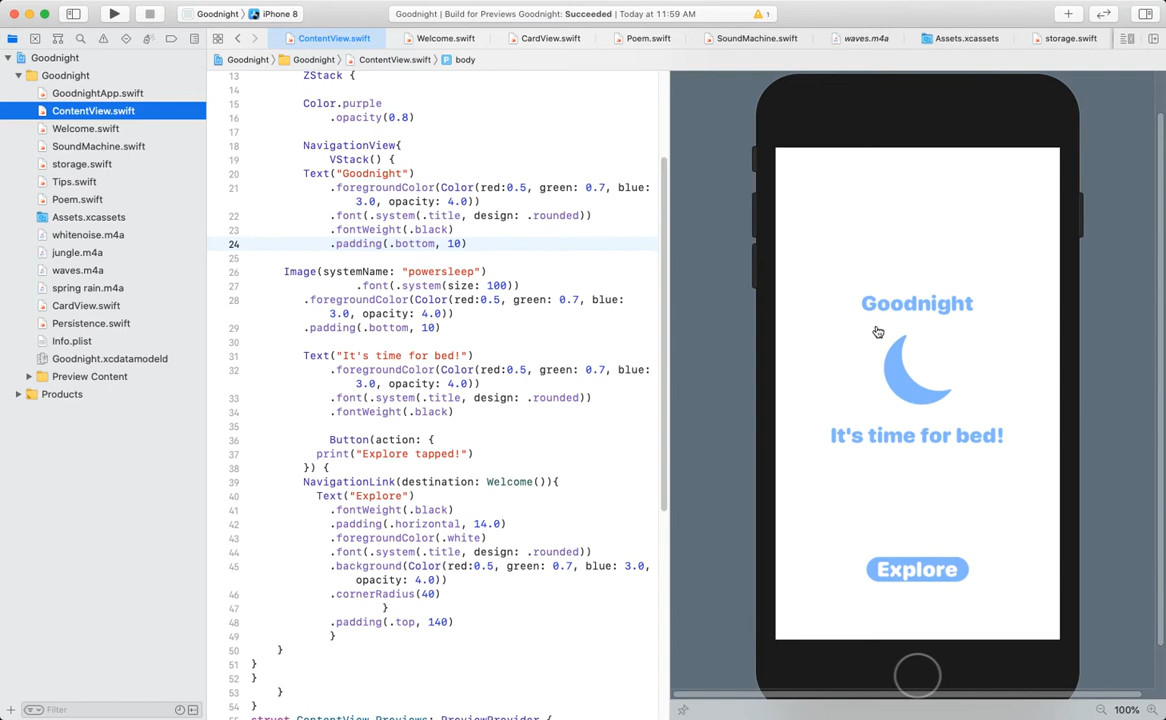 Goodnight
iPhone 8
Goodnight | Build for Previews Goodnight: Succeeded | Today at 11:59 AM
1
ContentView.swift
Welcome.swift
CardView.swift
Poem.swift
SoundMachine.swift
waves.m4a
Assets.xcassets
storage.swift
Goodnight
Goodnight
Goodnight
ContentView.swift
body
Goodnight
GoodnightApp.swift
ContentView.swift
Welcome.swift
SoundMachine.swift
storage.swift
Tips.swift
Poem.swift
Assets.xcassets
whitenoise.m4a
jungle.m4a
waves.m4a
spring rain.m4a
CardView.swift
Persistence.swift
Info.plist
Goodnight.xcdatamodeld
Preview Content
Products
Filter
13 ZStack {
14
15 Color.purple
16 .opacity(0.8)
17
18 NavigationView{
19 VStack() {
20 Text("Goodnight")
21 .foregroundColor(Color(red:0.5, green: 0.7, blue:
3.0, opacity: 4.0))
22 .font(.system(.title, design: .rounded))
23 .fontWeight(.black)
24 .padding(.bottom, 10)
25
26 Image(systemName: "powersleep")
27 .font(.system(size: 100))
28 .foregroundColor(Color(red:0.5, green: 0.7, blue:
3.0, opacity: 4.0))
29 .padding(.bottom, 10)
30
31 Text("It's time for bed!")
32 .foregroundColor(Color(red:0.5, green: 0.7, blue:
3.0, opacity: 4.0))
33 .font(.system(.title, design: .rounded))
34 .fontWeight(.black)
35
36 Button(action: {
37 print("Explore tapped!")
38 }) {
39 NavigationLink(destination: Welcome()){
40 Text("Explore")
41 .fontWeight(.black)
42 .padding(.horizontal, 14.0)
43 .foregroundColor(.white)
44 .font(.system(.title, design: .rounded))
45 .background(Color(red:0.5, green: 0.7, blue: 3.0,
opacity: 4.0))
46 .cornerRadius(40)
47 }
48 .padding(.top, 140)
49 }
50 }
51 }
52 }
53 }
54 }
55 struct ContentView_Previews: PreviewProvider {
Goodnight
It's time for bed!
Explore
100%